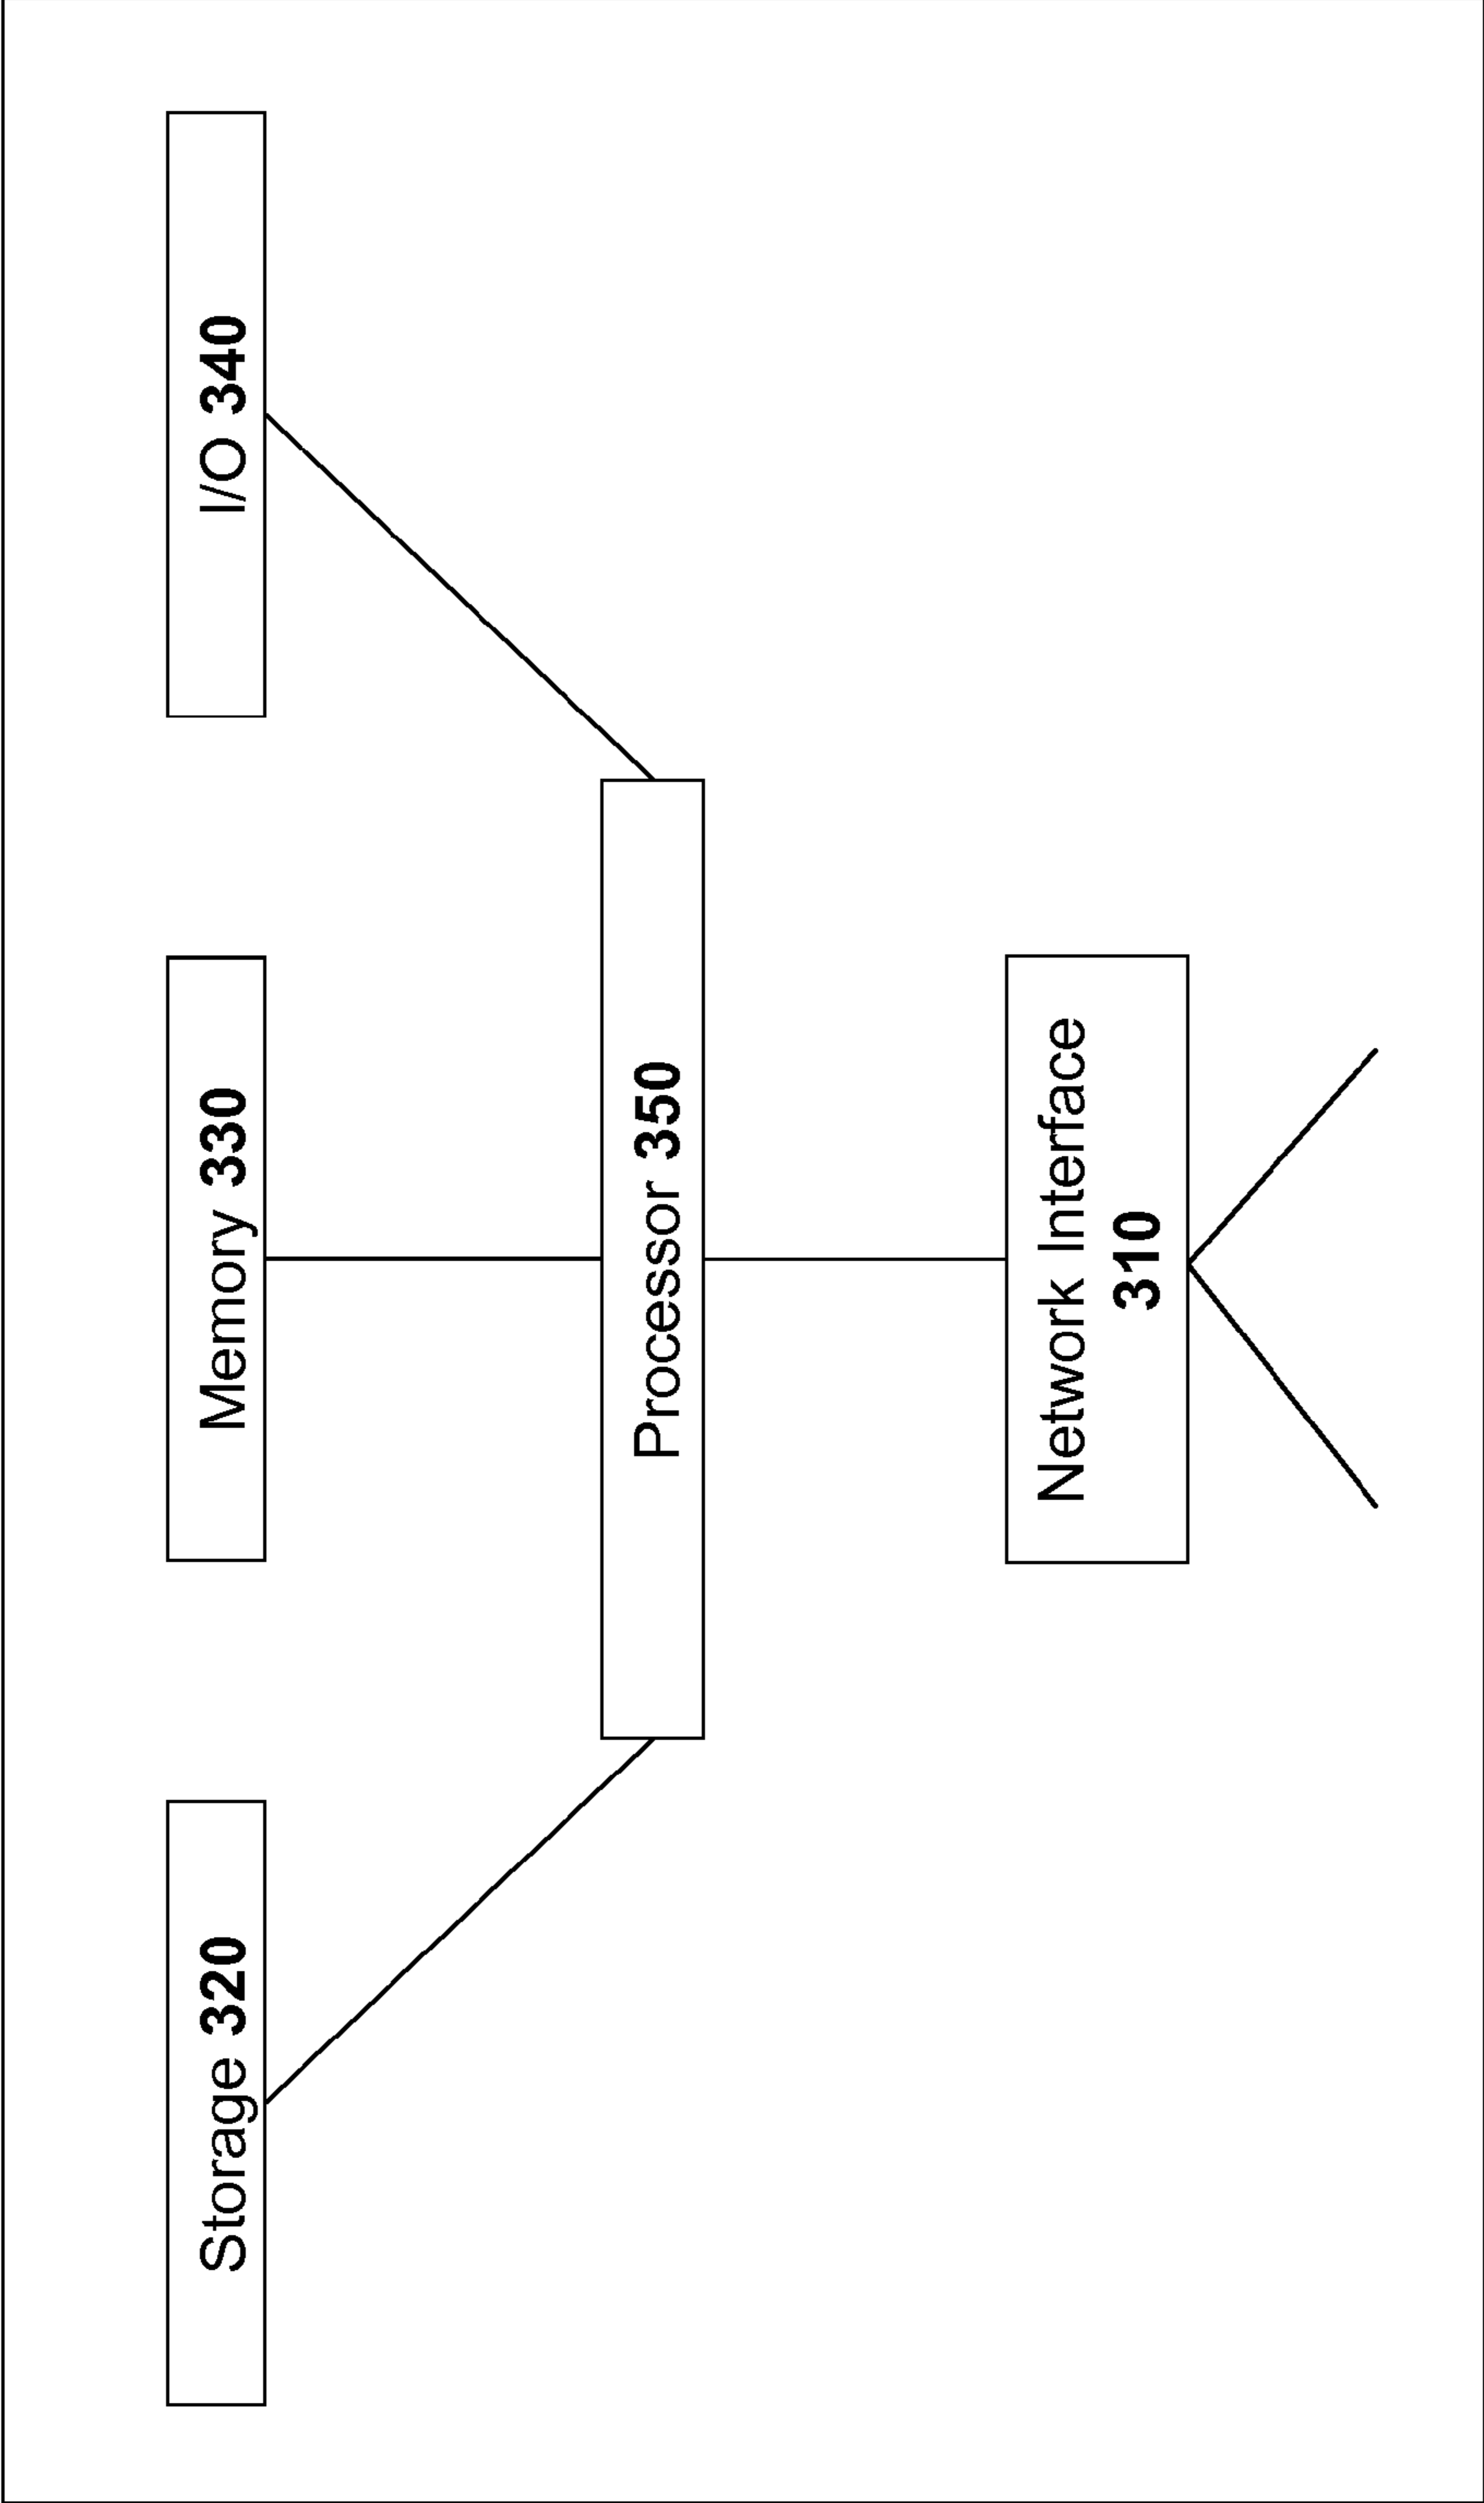 Storage 320
Memory 330
I/O 340
Processor 350
Network Interface
310